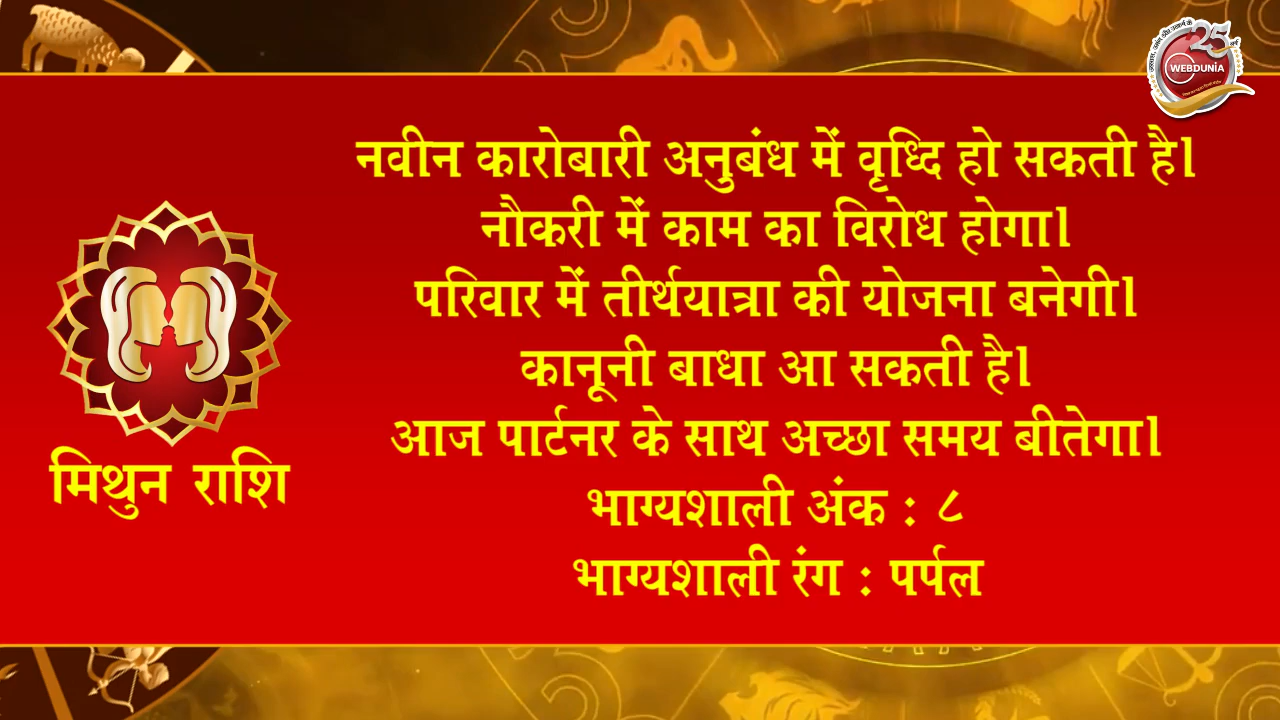 नवीन कारोबारी अनुबंध में वृध्दि हो सकती है।
नौकरी में काम का विरोध होगा।
परिवार में तीर्थयात्रा की योजना बनेगी।
कानूनी बाधा आ सकती है।
आज पार्टनर के साथ अच्छा समय बीतेगा।
भाग्यशाली अंक : ८
भाग्यशाली रंग : पर्पल
मिथुन राशि
25
WEBDUNIA